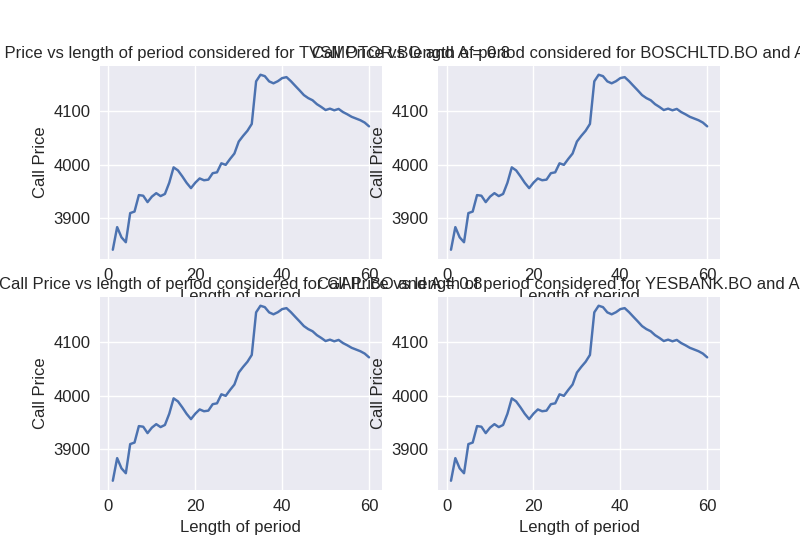 Price vs length of period considered for TVSMOTOR.BO and A = 0.8
Call Price vs length of period considered for BOSCHLTD.BO and A
4100
4000
3900
Call Price
0 20 40 60
Length of period
4100
4000
3900
Call Price
0 20 40 60
Length of period
Call Price vs length of period considered for GAIL.BO and A = 0.8
Call Price vs length of period considered for YESBANK.BO and A
4100
4000
3900
Call Price
0 20 40 60
Length of period
4100
4000
3900
Call Price
0 20 40 60
Length of period